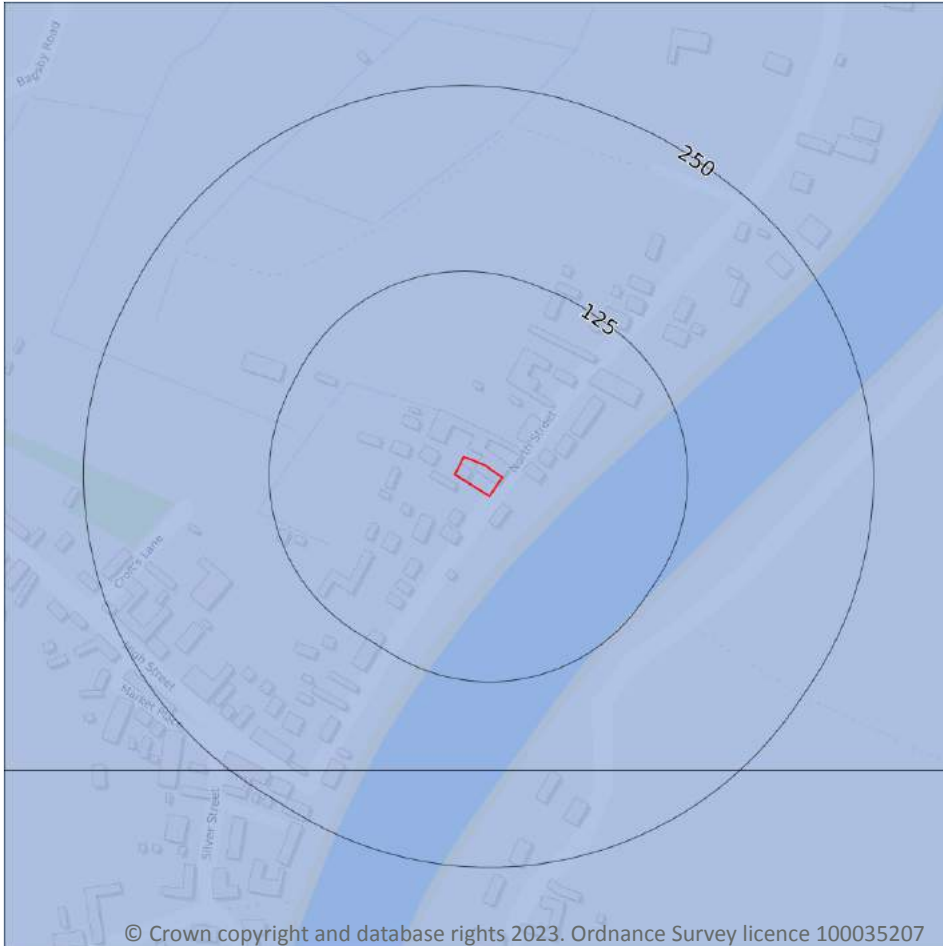 Bagsby Road
250
125
North Street
Croft's Lane
High Street
Market Place
Silver Street
© Crown copyright and database rights 2023. Ordnance Survey licence 100035207